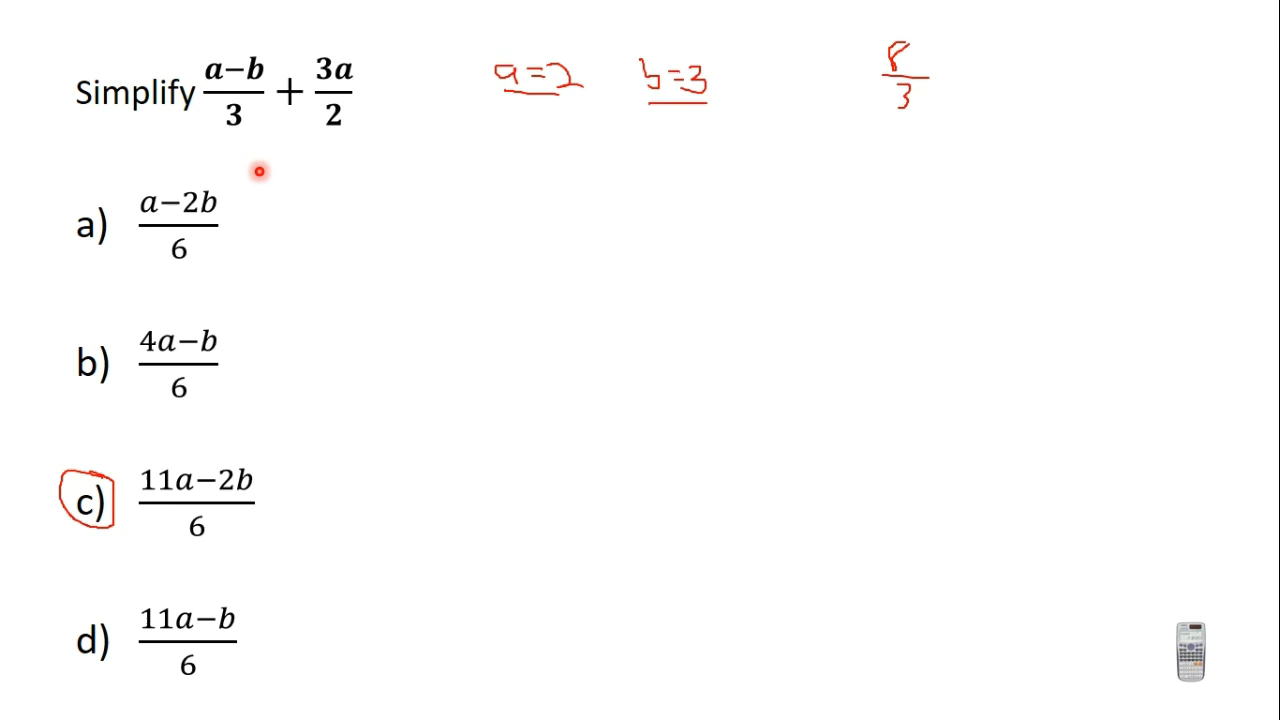 Simplify (a−b)/3 + 3a/2 a=2 b=3 8/3
a) (a−2b)/6
b) (4a−b)/6
c) (11a−2b)/6
d) (11a−b)/6